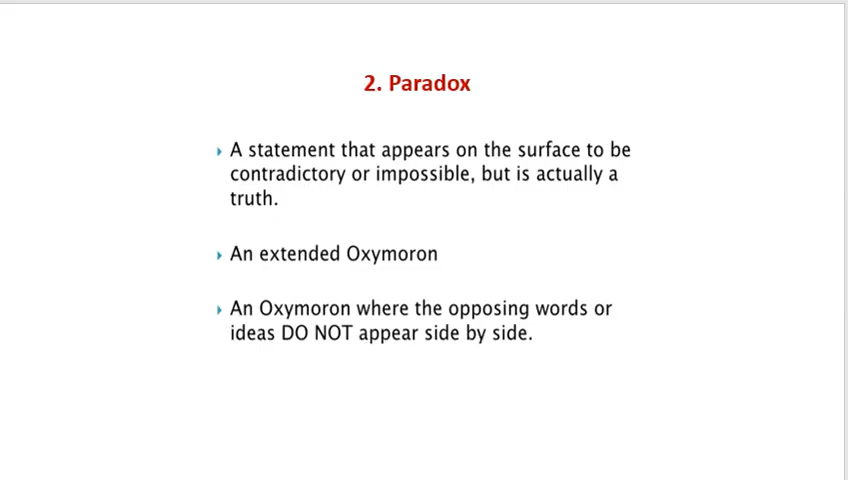 2. Paradox
A statement that appears on the surface to be
contradictory or impossible, but is actually a
truth.
An extended Oxymoron
An Oxymoron where the opposing words or
ideas DO NOT appear side by side.